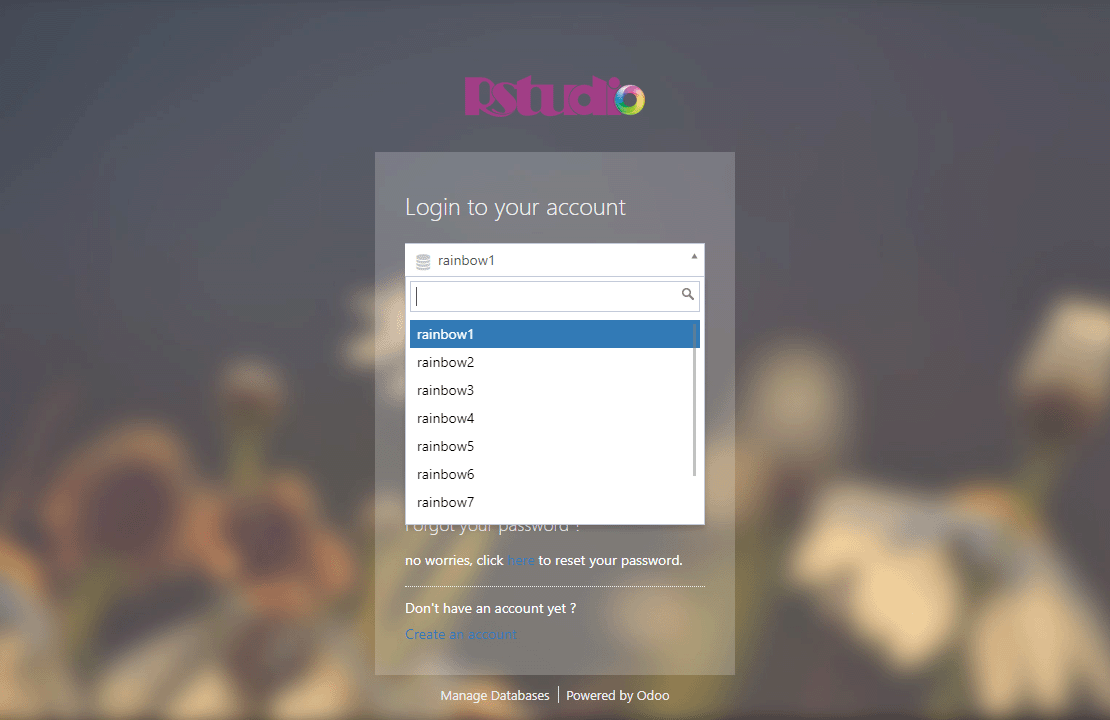 Rstudio
Login to your account
rainbow1
rainbow1
rainbow2
rainbow3
rainbow4
rainbow5
rainbow6
rainbow7
Forgot your password ?
no worries, click here to reset your password.
Don't have an account yet ?
Create an account
Manage Databases | Powered by Odoo